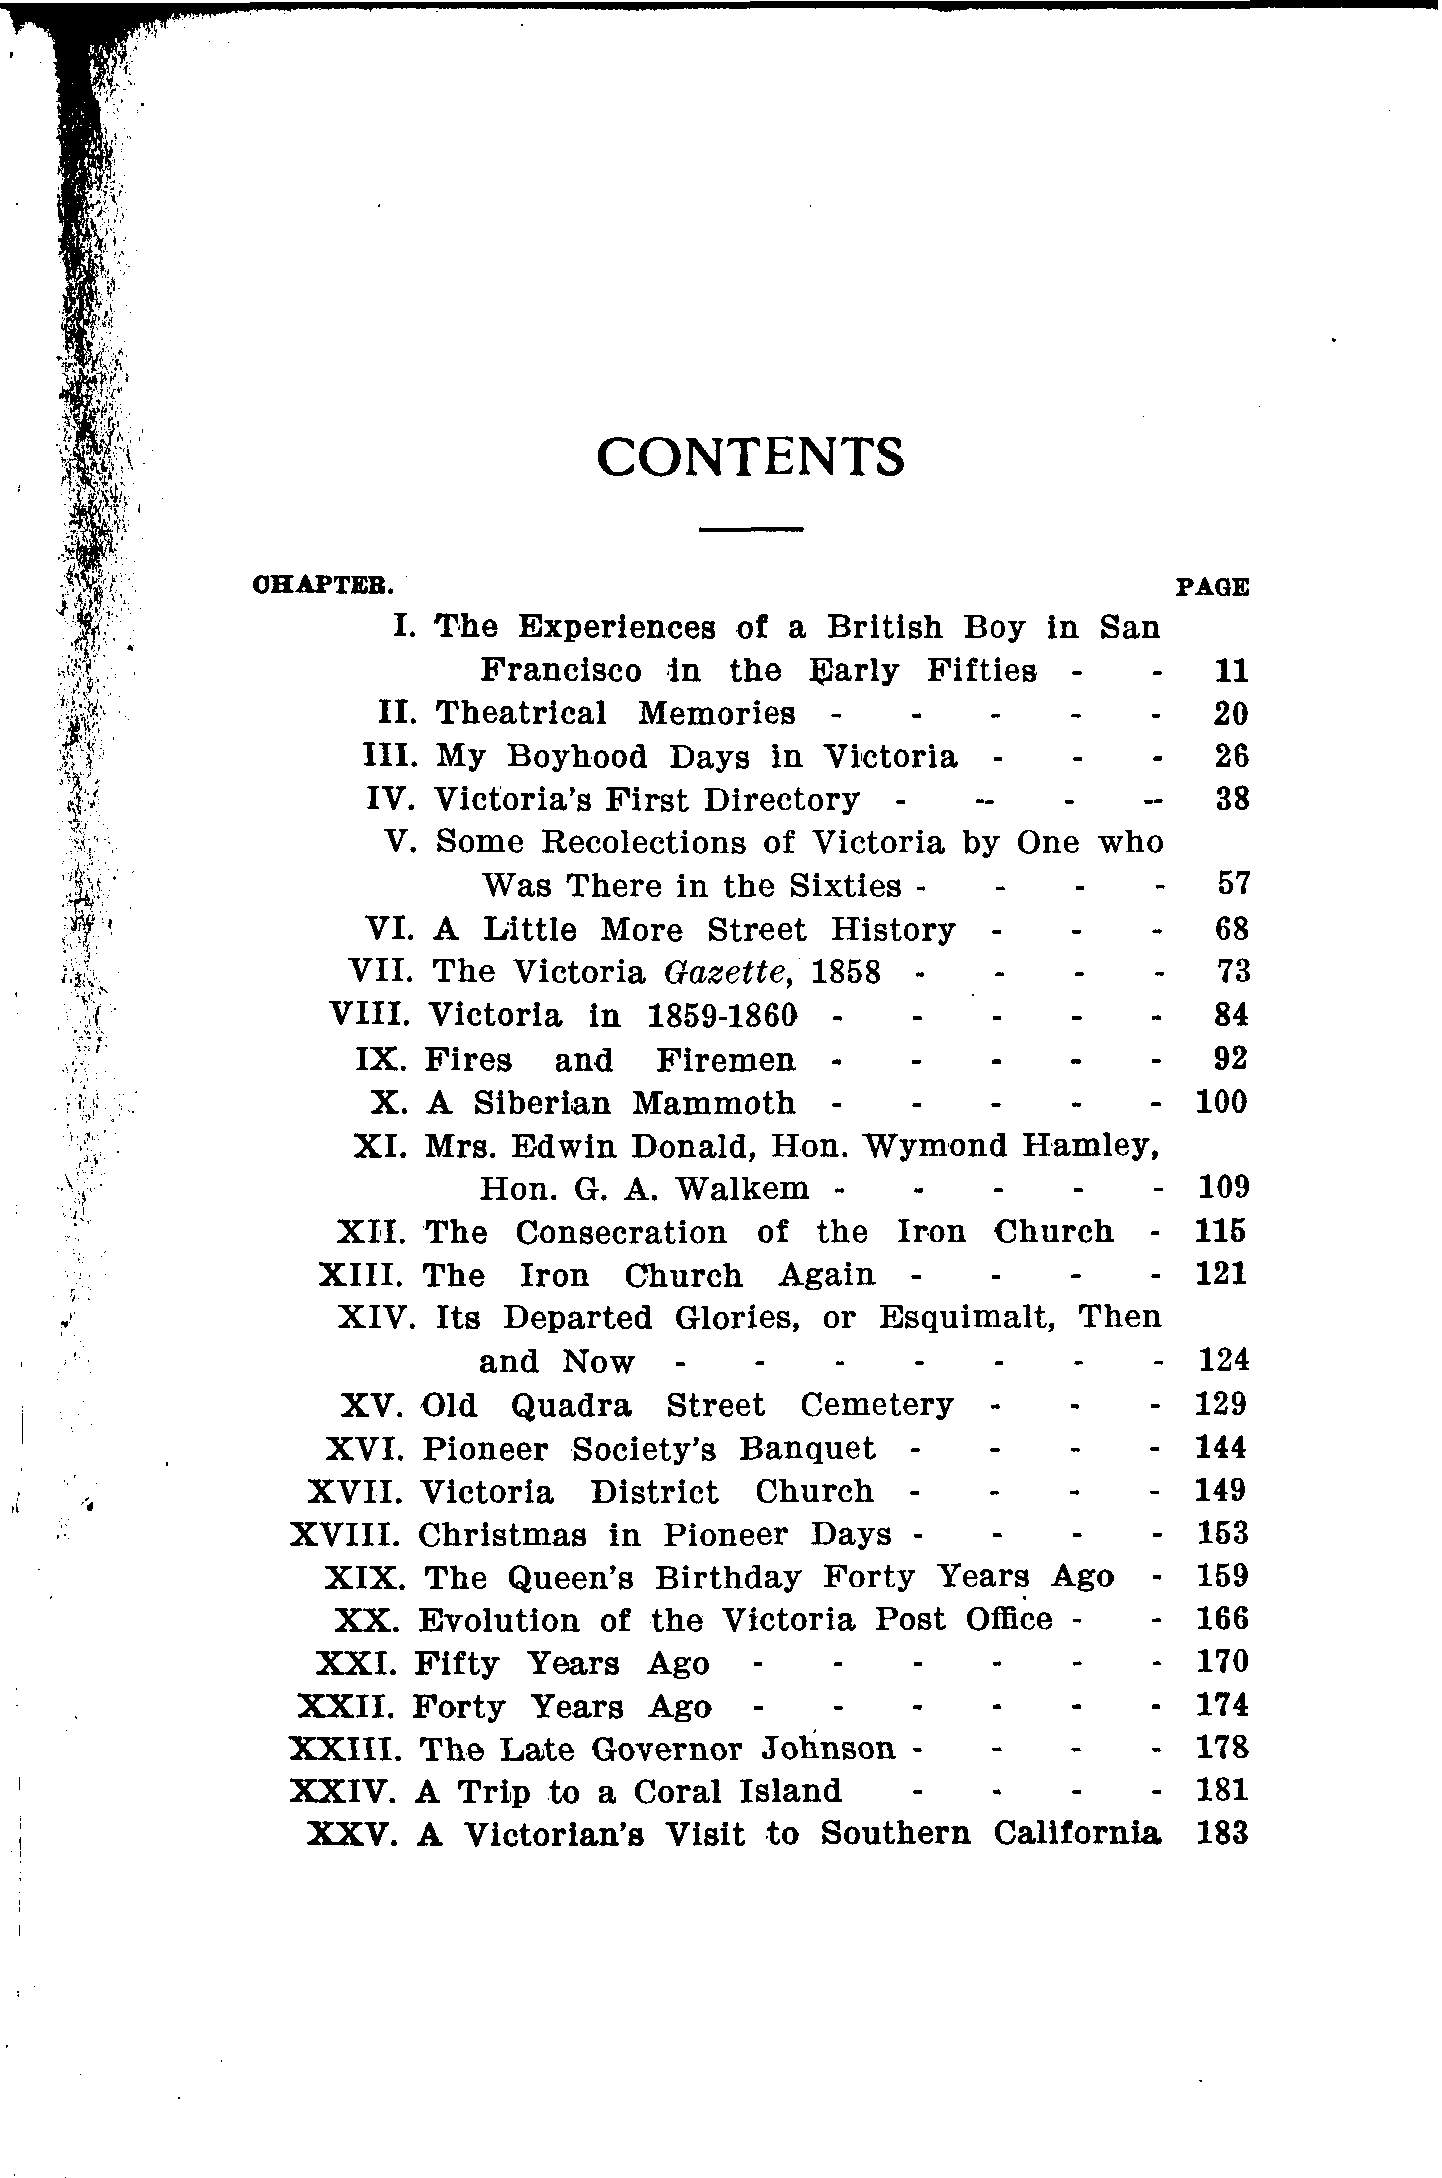 CONTENTS
CHAPTER. PAGE
I. The Experiences of a British Boy in San
Francisco in the Early Fifties - - 11
II. Theatrical Memories - - - - - 20
III. My Boyhood Days in Victoria - - - 26
IV. Victoria's First Directory - - - - 38
V. Some Recolections of Victoria by One who
Was There in the Sixties - - - - 57
VI. A Little More Street History - - - 68
VII. The Victoria Gazette, 1858 - - - - 73
VIII. Victoria in 1859-1860 - - - - - 84
IX. Fires and Firemen - - - - - 92
X. A Siberian Mammoth - - - - - 100
XI. Mrs. Edwin Donald, Hon. Wymond Hamley,
Hon. G. A. Walkem - - - - - 109
XII. The Consecration of the Iron Church - 115
XIII. The Iron Church Again - - - - 121
XIV. Its Departed Glories, or Esquimalt, Then
and Now - - - - - - - 124
XV. Old Quadra Street Cemetery - - - 129
XVI. Pioneer Society's Banquet - - - - 144
XVII. Victoria District Church - - - - 149
XVIII. Christmas in Pioneer Days - - - - 153
XIX. The Queen's Birthday Forty Years Ago - 159
XX. Evolution of the Victoria Post Office - - 166
XXI. Fifty Years Ago - - - - - - 170
XXII. Forty Years Ago - - - - - - 174
XXIII. The Late Governor Johnson - - - - 178
XXIV. A Trip to a Coral Island - - - - 181
XXV. A Victorian's Visit to Southern California 183